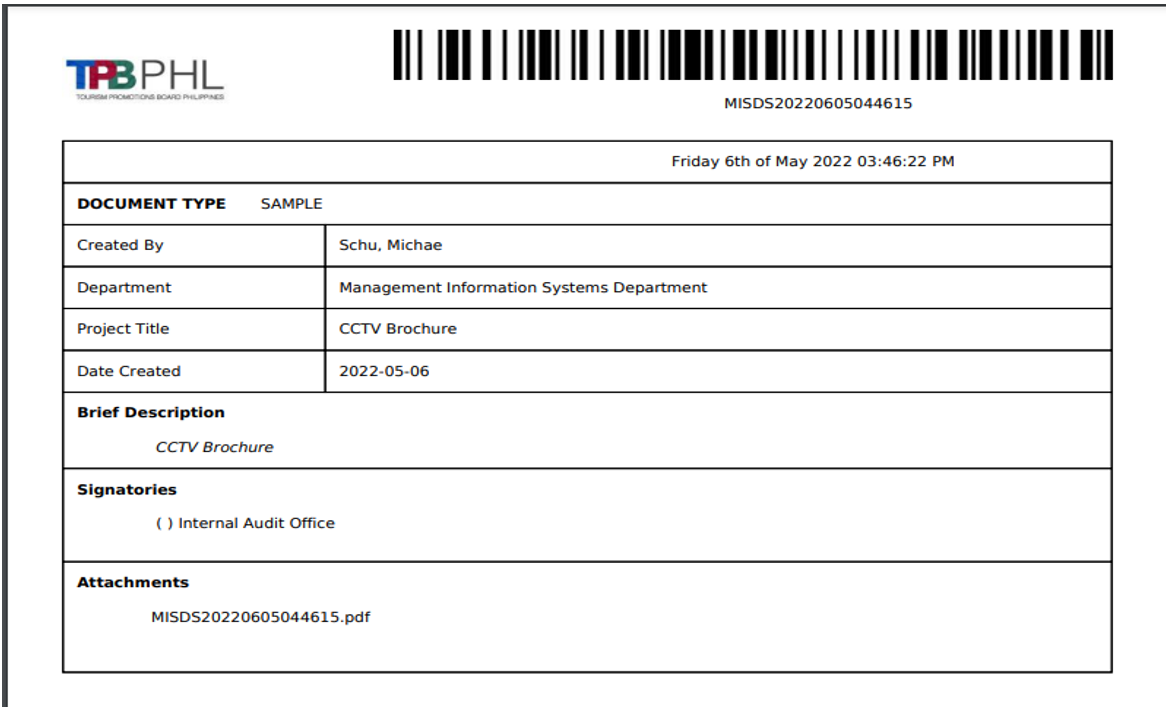 TPBPHL
TOURISM PROMOTIONS BOARD PHILIPPINES
MISDS20220605044615
Friday 6th of May 2022 03:46:22 PM
DOCUMENT TYPE SAMPLE
Created By Schu, Michae
Department Management Information Systems Department
Project Title CCTV Brochure
Date Created 2022-05-06
Brief Description
CCTV Brochure
Signatories
( ) Internal Audit Office
Attachments
MISDS20220605044615.pdf